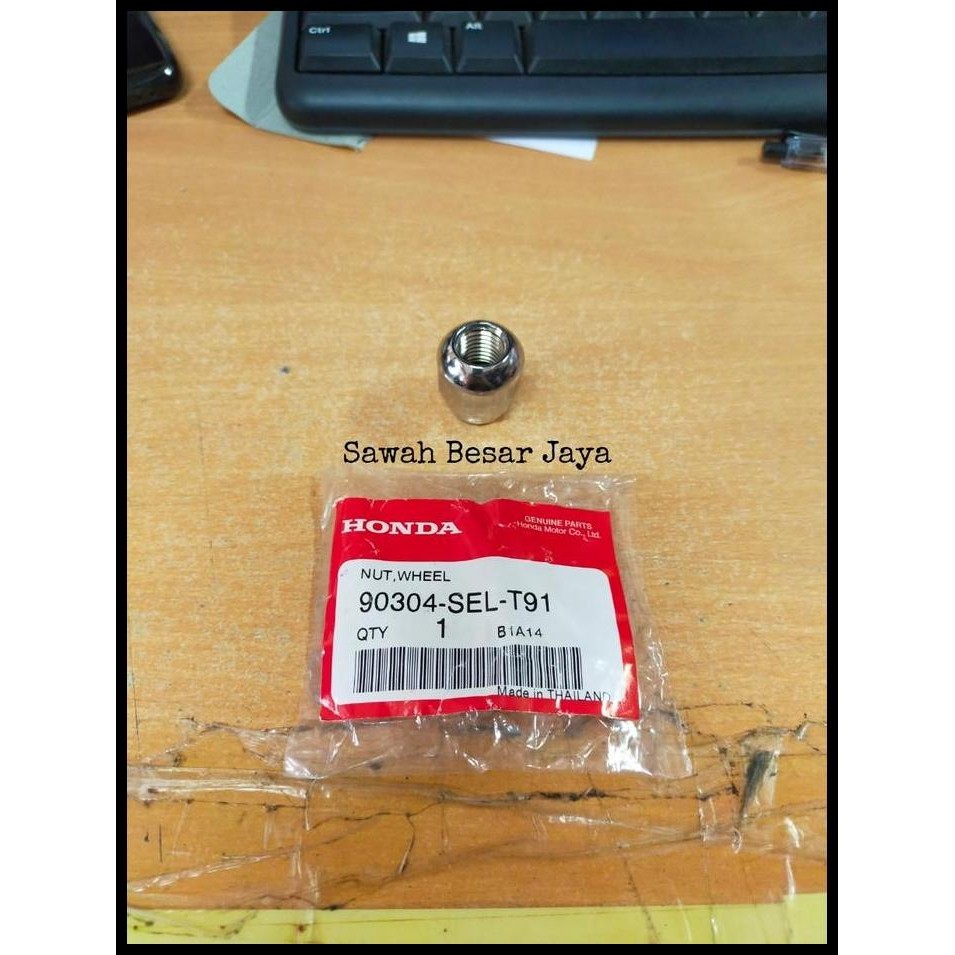 Ctrl
Alt
Sawah Besar Jaya
HONDA
GENUINE PARTS
Honda Motor Co., Ltd.
NUT,WHEEL
90304-SEL-T91
QTY 1 B1A14
Made in THAILAND